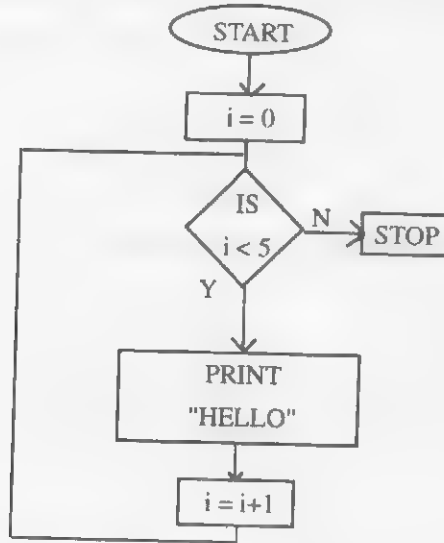 START
i = 0
IS
i < 5
N
STOP
Y
PRINT
"HELLO"
i = i+1